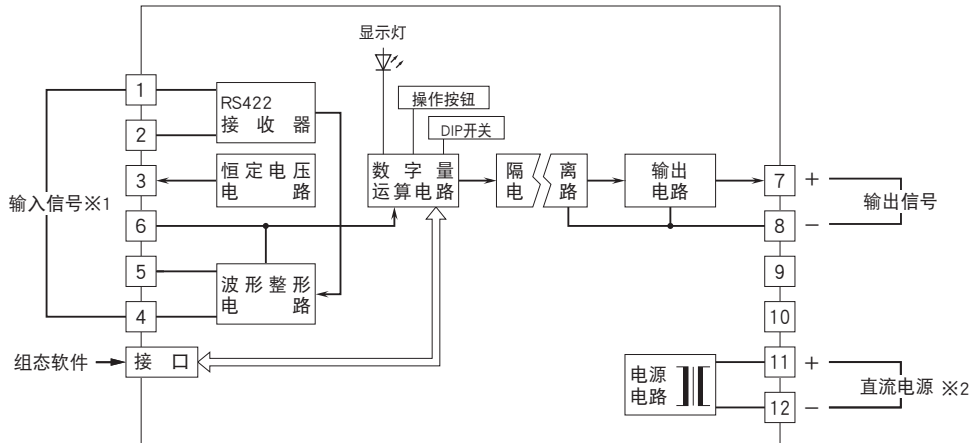 显示灯
操作按钮
DIP开关
1
2
3
6
5
4
RS422
接收器
恒定电压
电路
波形整形
电路
数字量
运算电路
隔离
电路
输出
电路
7
8
9
10
11
12
+
−
输出信号
输入信号※1
组态软件
接口
电源
电路
+
−
直流电源 ※2